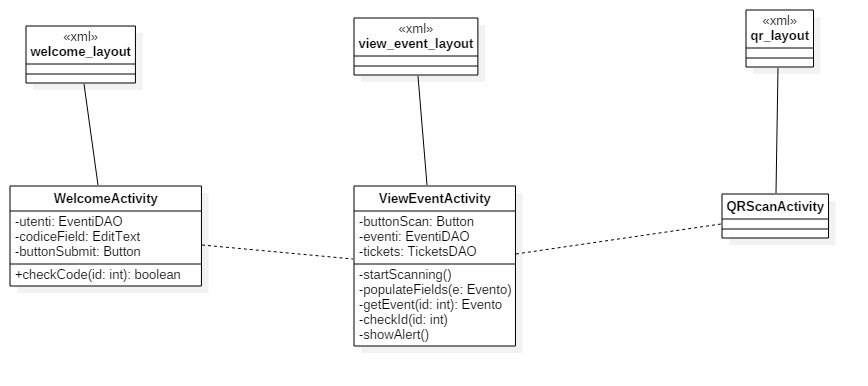 «xml»
welcome_layout
«xml»
view_event_layout
«xml»
qr_layout
WelcomeActivity
-utenti: EventiDAO
-codiceField: EditText
-buttonSubmit: Button
+checkCode(id: int): boolean
ViewEventActivity
-buttonScan: Button
-eventi: EventiDAO
-tickets: TicketsDAO
-startScanning()
-populateFields(e: Evento)
-getEvent(id: int): Evento
-checkId(id: int)
-showAlert()
QRScanActivity